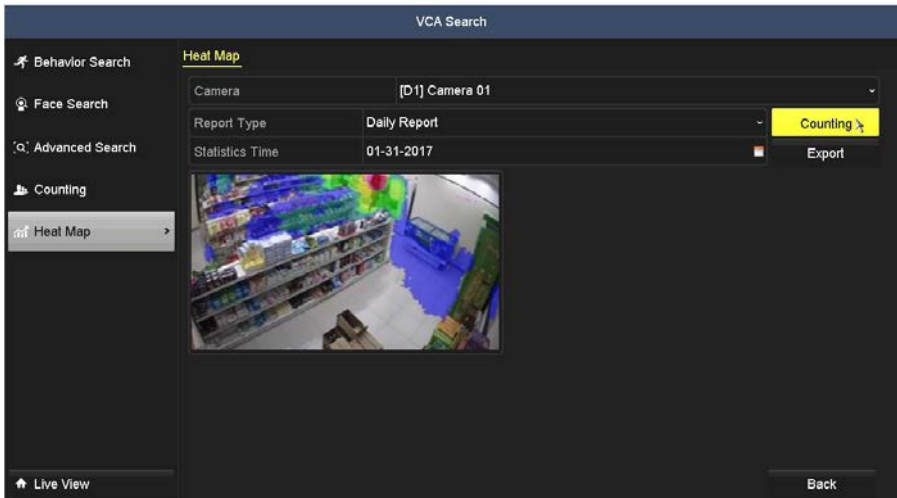 VCA Search
Behavior Search
Face Search
Advanced Search
Counting
Heat Map
Heat Map
Camera [D1] Camera 01
Report Type Daily Report Counting
Statistics Time 01-31-2017 Export
Live View
Back